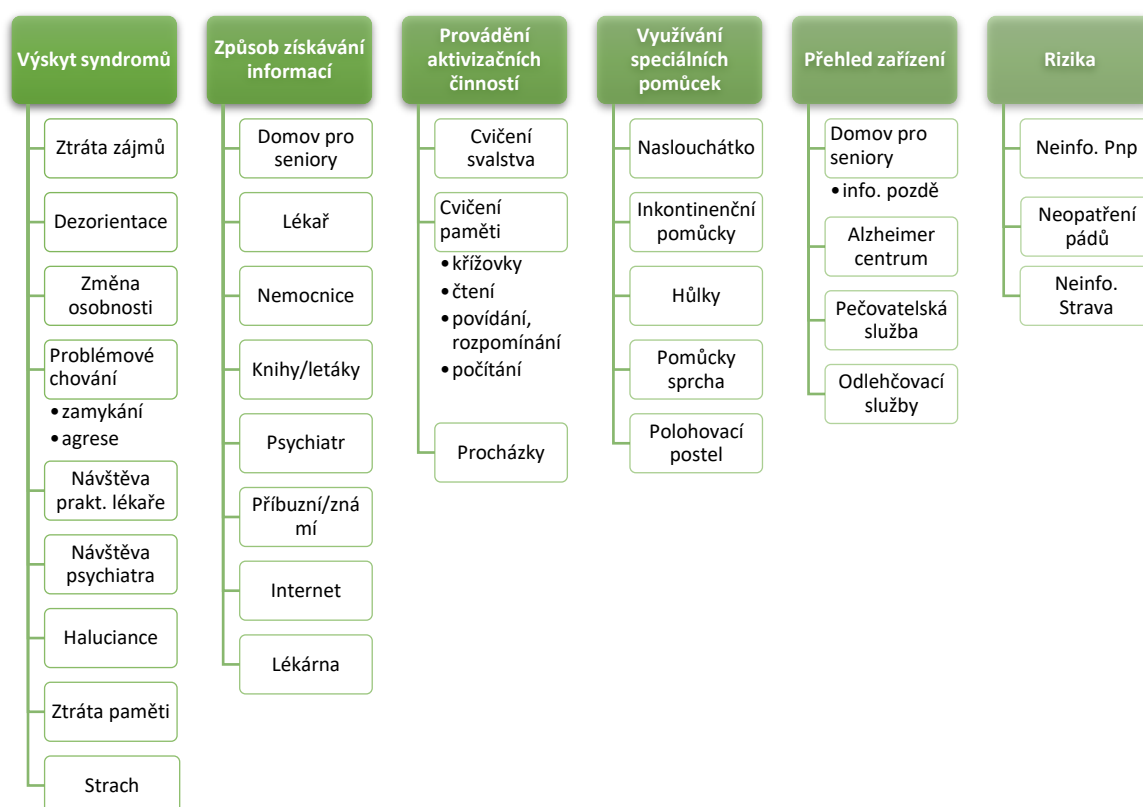 Výskyt syndromů
Ztráta zájmů
Dezorientace
Změna
osobnosti
Problémové
chování
•zamykání
•agrese
Návštěva
prakt. lékaře
Návštěva
psychiatra
Haluciance
Ztráta paměti
Strach
Způsob získávání
informací
Domov pro
seniory
Lékař
Nemocnice
Knihy/letáky
Psychiatr
Příbuzní/zná
mí
Internet
Lékárna
Provádění
aktivizačních
činností
Cvičení
svalstva
Cvičení
paměti
•křížovky
•čtení
•povídání,
rozpomínání
•počítání
Procházky
Využívání
speciálních
pomůcek
Naslouchátko
Inkontinenční
pomůcky
Hůlky
Pomůcky
sprcha
Polohovací
postel
Přehled zařízení
Domov pro
seniory
•info. pozdě
Alzheimer
centrum
Pečovatelská
služba
Odlehčovací
služby
Rizika
Neinfo. Pnp
Neopatření
pádů
Neinfo.
Strava